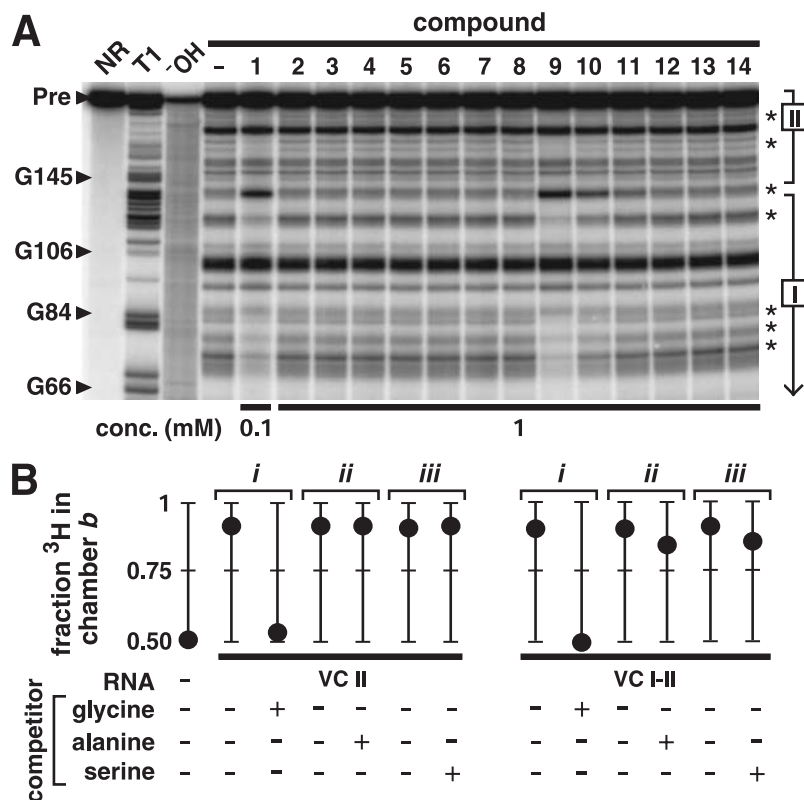 A
compound
NR T1 -OH – 1 2 3 4 5 6 7 8 9 10 11 12 13 14
Pre
*
II
*
G145
*
*
G106
I
G84
*
*
*
G66
conc. (mM) 0.1 1
B
i ii iii i ii iii
fraction ³H in
chamber b
1
0.75
0.50
RNA – VC II VC I-II
competitor
glycine – – + – – – – – + – – – –
alanine – – – – + – – – – – + – –
serine – – – – – – + – – – – – +